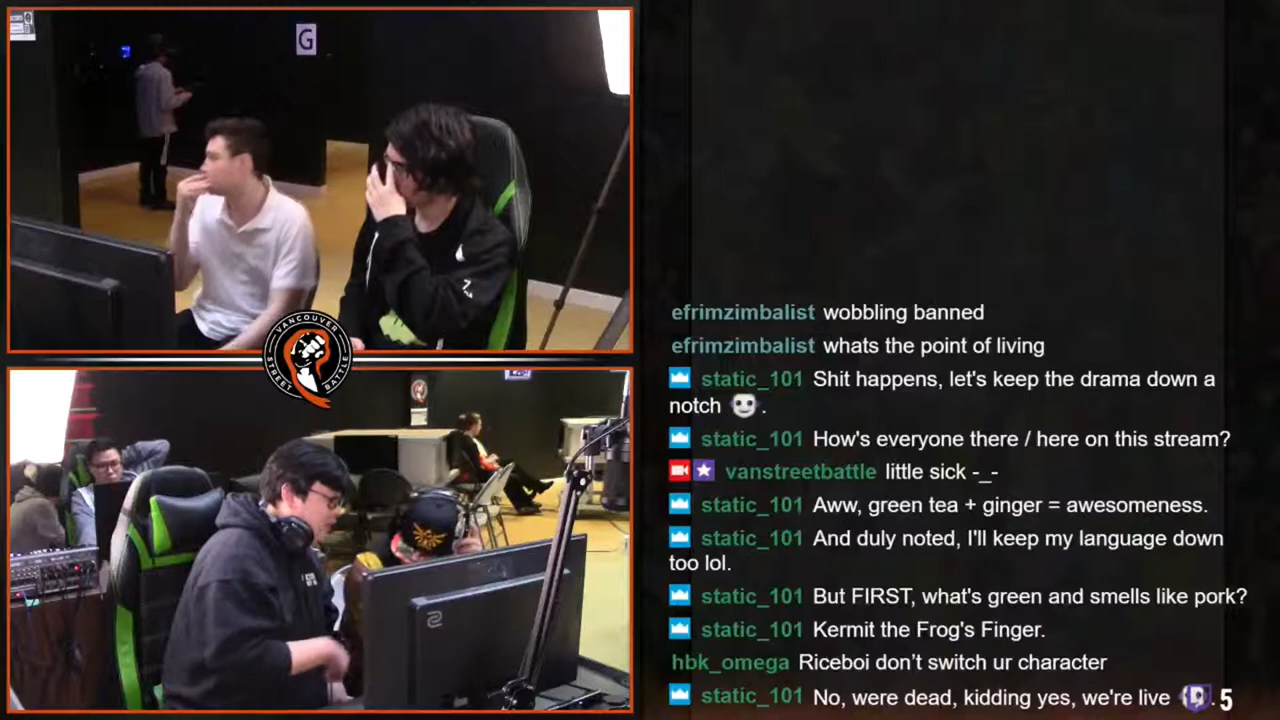 G
VANCOUVER
STREET BATTLE
efrimzimbalist wobbling banned
efrimzimbalist whats the point of living
static_101 Shit happens, let's keep the drama down a
notch .
static_101 How's everyone there / here on this stream?
vanstreetbattle little sick -_-
static_101 Aww, green tea + ginger = awesomeness.
static_101 And duly noted, I'll keep my language down
too lol.
static_101 But FIRST, what's green and smells like pork?
static_101 Kermit the Frog's Finger.
hbk_omega Riceboi don’t switch ur character
static_101 No, were dead, kidding yes, we're live . 5